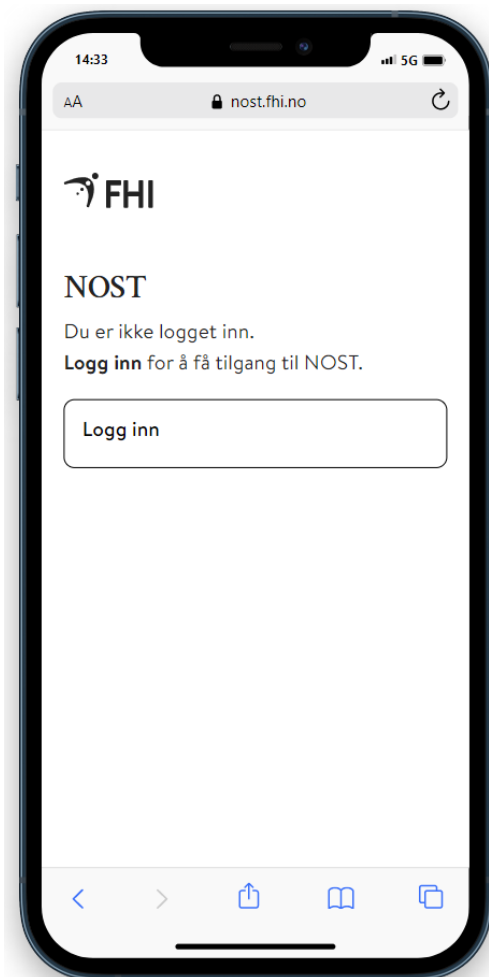 14:33
5G
AA
nost.fhi.no
FHI
NOST
Du er ikke logget inn.
Logg inn for å få tilgang til NOST.
Logg inn